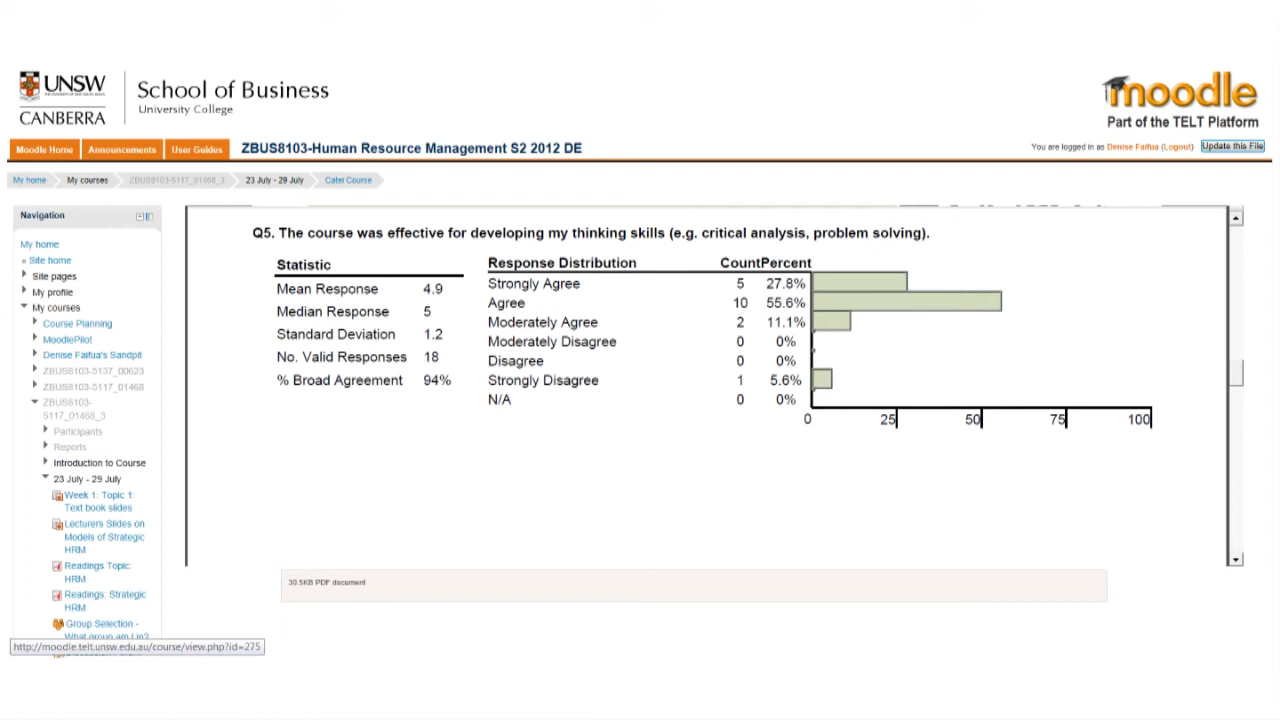 UNSW
CANBERRA
School of Business
University College
moodle
Part of the TELT Platform
Moodle Home
Announcements
User Guides
ZBUS8103-Human Resource Management S2 2012 DE
You are logged in as Denise Faifua (Logout)
Update this File
My home
My courses
ZBUS8103-5117_01468_3
23 July - 29 July
Catei Course
Navigation
My home
Site home
Site pages
My profile
My courses
Course Planning
MoodlePilot
Denise Faifua's Sandpit
ZBUS8103-5137_00623
ZBUS8103-5117_01468
ZBUS8103-
5117_01468_3
Participants
Reports
Introduction to Course
23 July - 29 July
Week 1: Topic 1:
Text book slides
Lecturers Slides on
Models of Strategic
HRM
Readings Topic:
HRM
Readings: Strategic
HRM
Group Selection -
What group am I in?
http://moodle.telt.unsw.edu.au/course/view.php?id=275
Q5. The course was effective for developing my thinking skills (e.g. critical analysis, problem solving).
Statistic
Mean Response 4.9
Median Response 5
Standard Deviation 1.2
No. Valid Responses 18
% Broad Agreement 94%
Response Distribution CountPercent
Strongly Agree 5 27.8%
Agree 10 55.6%
Moderately Agree 2 11.1%
Moderately Disagree 0 0%
Disagree 0 0%
Strongly Disagree 1 5.6%
N/A 0 0%
0 25 50 75 100
30.5KB PDF document